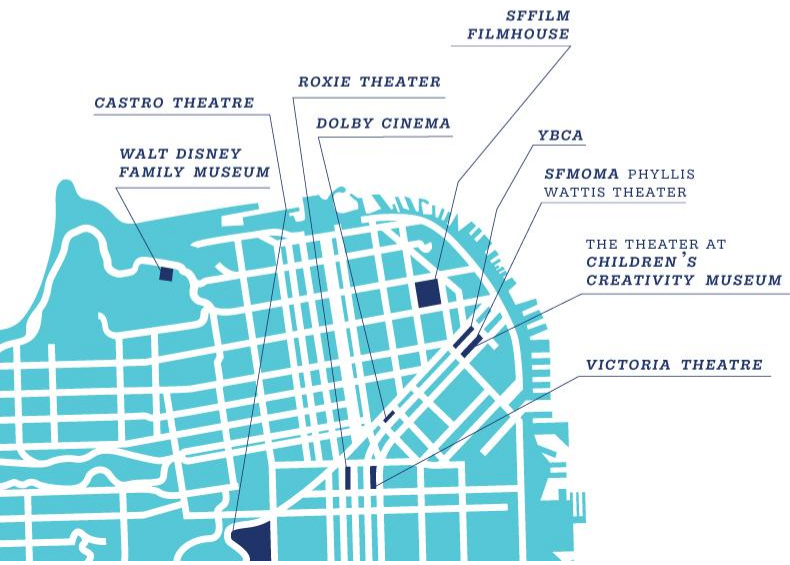 SFFILM
FILMHOUSE
ROXIE THEATER
CASTRO THEATRE
DOLBY CINEMA
YBCA
WALT DISNEY
FAMILY MUSEUM
SFMOMA PHYLLIS
WATTIS THEATER
THE THEATER AT
CHILDREN'S
CREATIVITY MUSEUM
VICTORIA THEATRE